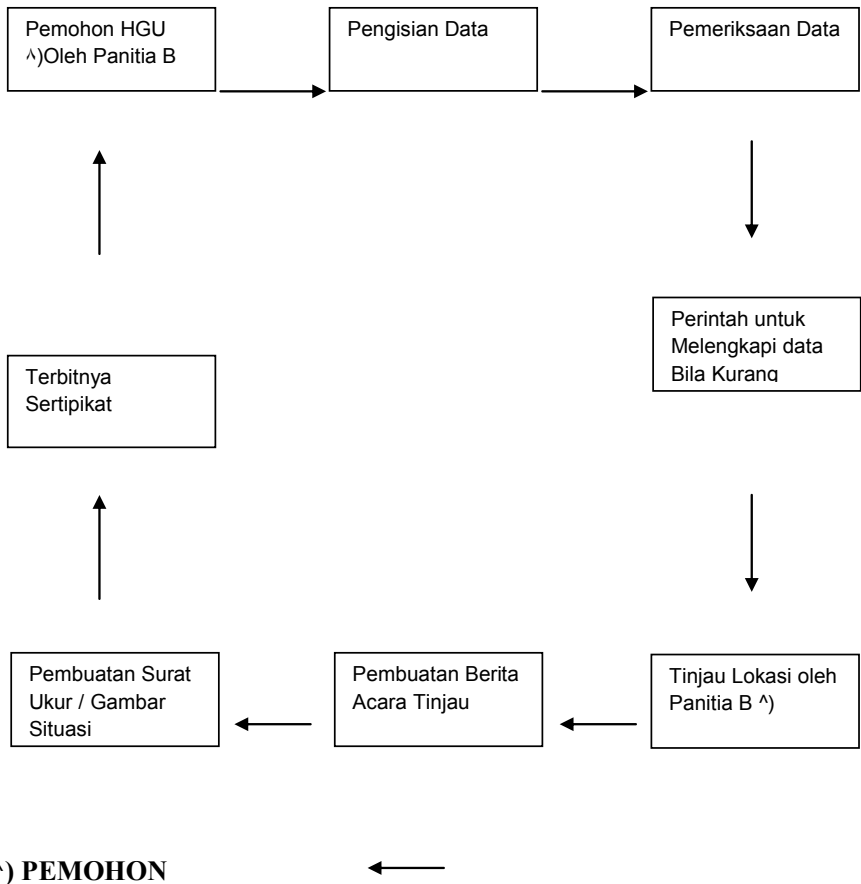 Pemohon HGU
^)Oleh Panitia B
Pengisian Data
Pemeriksaan Data
Perintah untuk
Melengkapi data
Bila Kurang
Terbitnya
Sertipikat
Pembuatan Surat
Ukur / Gambar
Situasi
Pembuatan Berita
Acara Tinjau
Tinjau Lokasi oleh
Panitia B ^)
^) PEMOHON